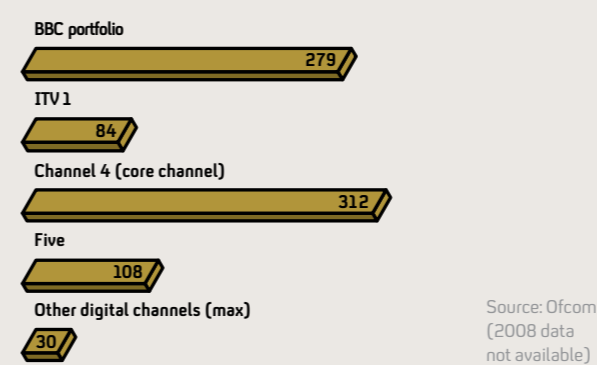 BBC portfolio
279
ITV 1
84
Channel 4 (core channel)
312
Five
108
Other digital channels (max)
30
Source: Ofcom
(2008 data
not available)